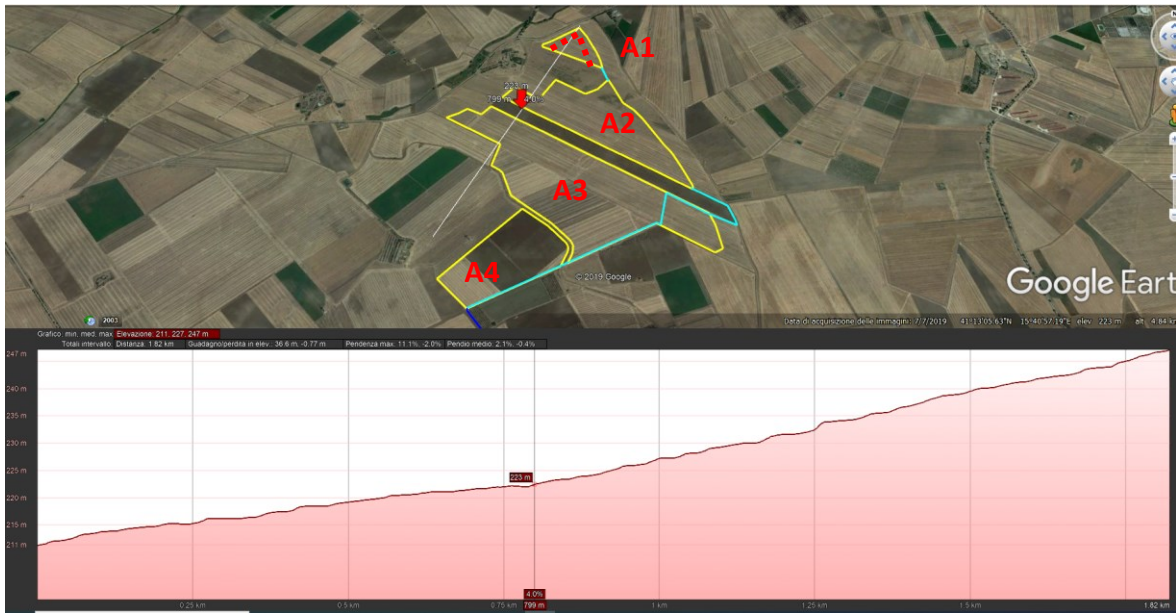 A1
223 m
799 m 4.0%
A2
A3
A4
© 2019 Google
Google Eart
2003
Data di acquisizione delle immagini: 7/7/2019 41°13'05.63"N 15°40'57.19"E elev. 223 m alt. 4.84 km
Grafico: min, med, max Elevazione: 211, 227, 247 m
Totali intervallo: Distanza: 1.82 km Guadagno/perdita in elev.: 36.6 m, -0.77 m Pendenza max: 11.1%, -2.0% Pendio medio: 2.1%, -0.4%
247 m
240 m
235 m
230 m
225 m
220 m
215 m
211 m
223 m
4.0%
0.25 km 0.5 km 0.75 km 799 m 1 km 1.25 km 1.5 km 1.82 km